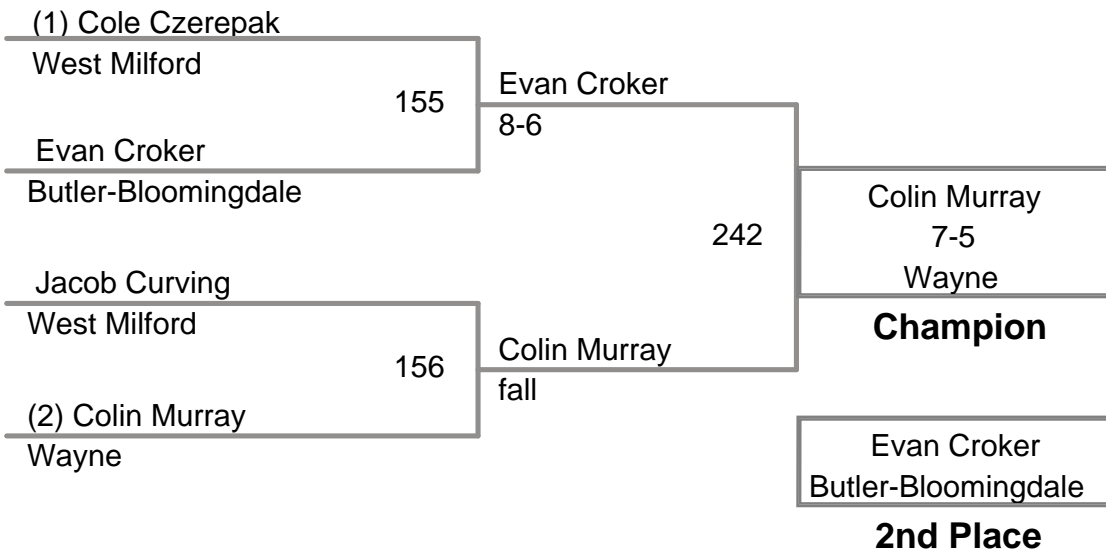 (1) Cole Czerepak
West Milford
155
Evan Croker
Butler-Bloomingdale
Evan Croker
8-6
Jacob Curving
West Milford
156
(2) Colin Murray
Wayne
Colin Murray
fall
242
Colin Murray
7-5
Wayne
Champion
Evan Croker
Butler-Bloomingdale
2nd Place